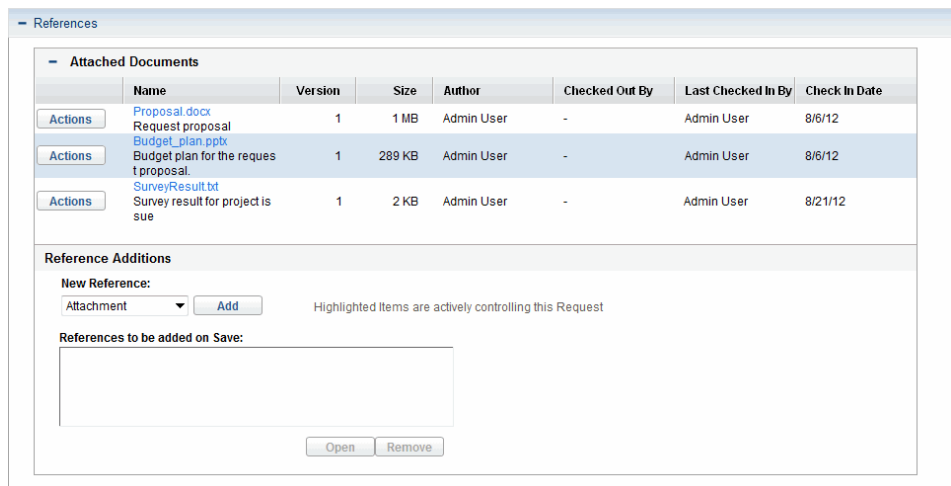 References
Attached Documents
Name Version Size Author Checked Out By Last Checked In By Check In Date
Actions Proposal.docx 1 1 MB Admin User - Admin User 8/6/12
Request proposal
Actions Budget_plan.pptx 1 289 KB Admin User - Admin User 8/6/12
Budget plan for the reques
t proposal.
Actions SurveyResult.txt 1 2 KB Admin User - Admin User 8/21/12
Survey result for project is
sue
Reference Additions
New Reference:
Attachment Add Highlighted Items are actively controlling this Request
References to be added on Save:
Open Remove